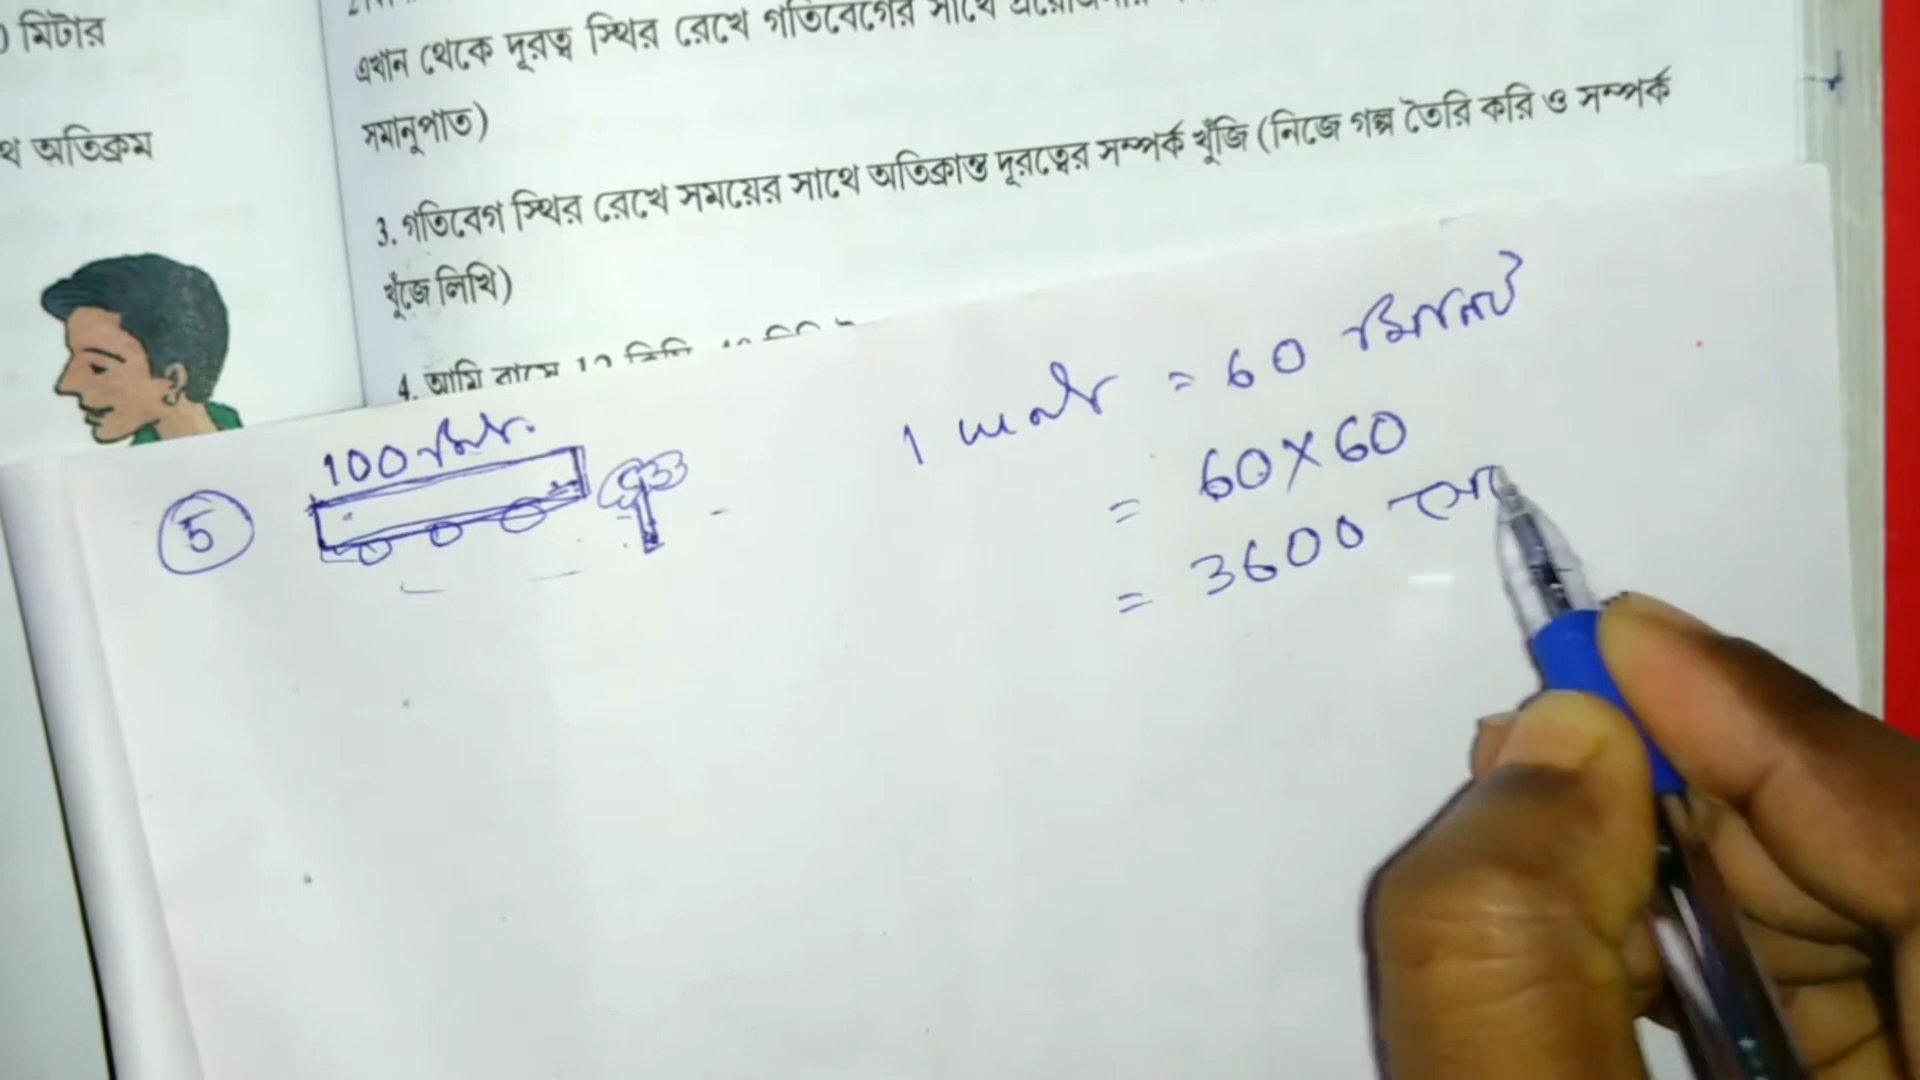 মিটার
অতিক্রম
এখান থেকে দূরত্ব স্থির রেখে গতিবেগের সাথে
সমানুপাত)
3. গতিবেগ স্থির রেখে সময়ের সাথে অতিক্রান্ত দূরত্বের সম্পর্ক খুঁজি (নিজে গল্প তৈরি করি ও সম্পর্ক
খুঁজে লিখি)
4. আমি বাসে
100 মি.
5
1 ঘণ্টা = 60 মিনিট
= 60 × 60
= 3600